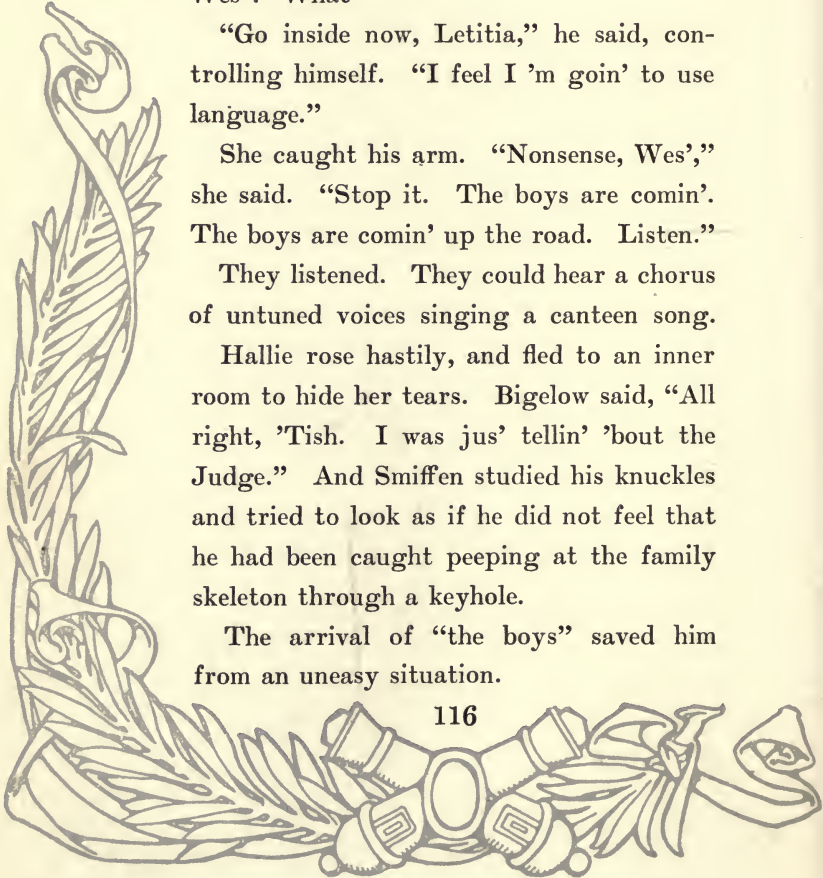 “Go inside now, Letitia,” he said, con-
trolling himself. “I feel I ’m goin’ to use
language.”
She caught his arm. “Nonsense, Wes’,”
she said. “Stop it. The boys are comin’.
The boys are comin’ up the road. Listen.”
They listened. They could hear a chorus
of untuned voices singing a canteen song.
Hallie rose hastily, and fled to an inner
room to hide her tears. Bigelow said, “All
right, ’Tish. I was jus’ tellin’ ’bout the
Judge.” And Smiffen studied his knuckles
and tried to look as if he did not feel that
he had been caught peeping at the family
skeleton through a keyhole.
The arrival of “the boys” saved him
from an uneasy situation.
116